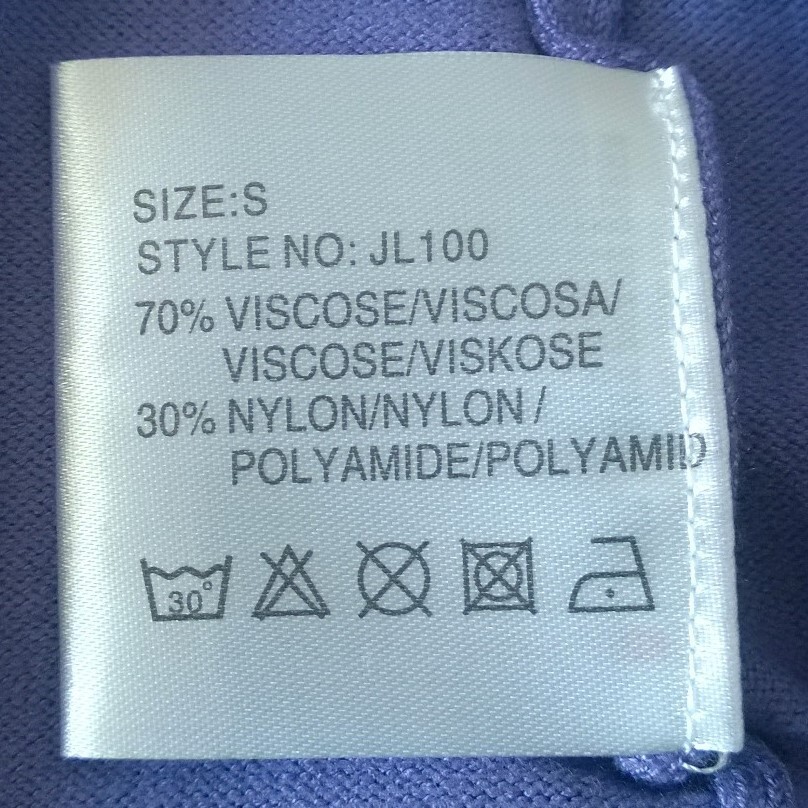 SIZE:S
STYLE NO: JL100
70% VISCOSE/VISCOSA/
VISCOSE/VISKOSE
30% NYLON/NYLON /
POLYAMIDE/POLYAMID
30°